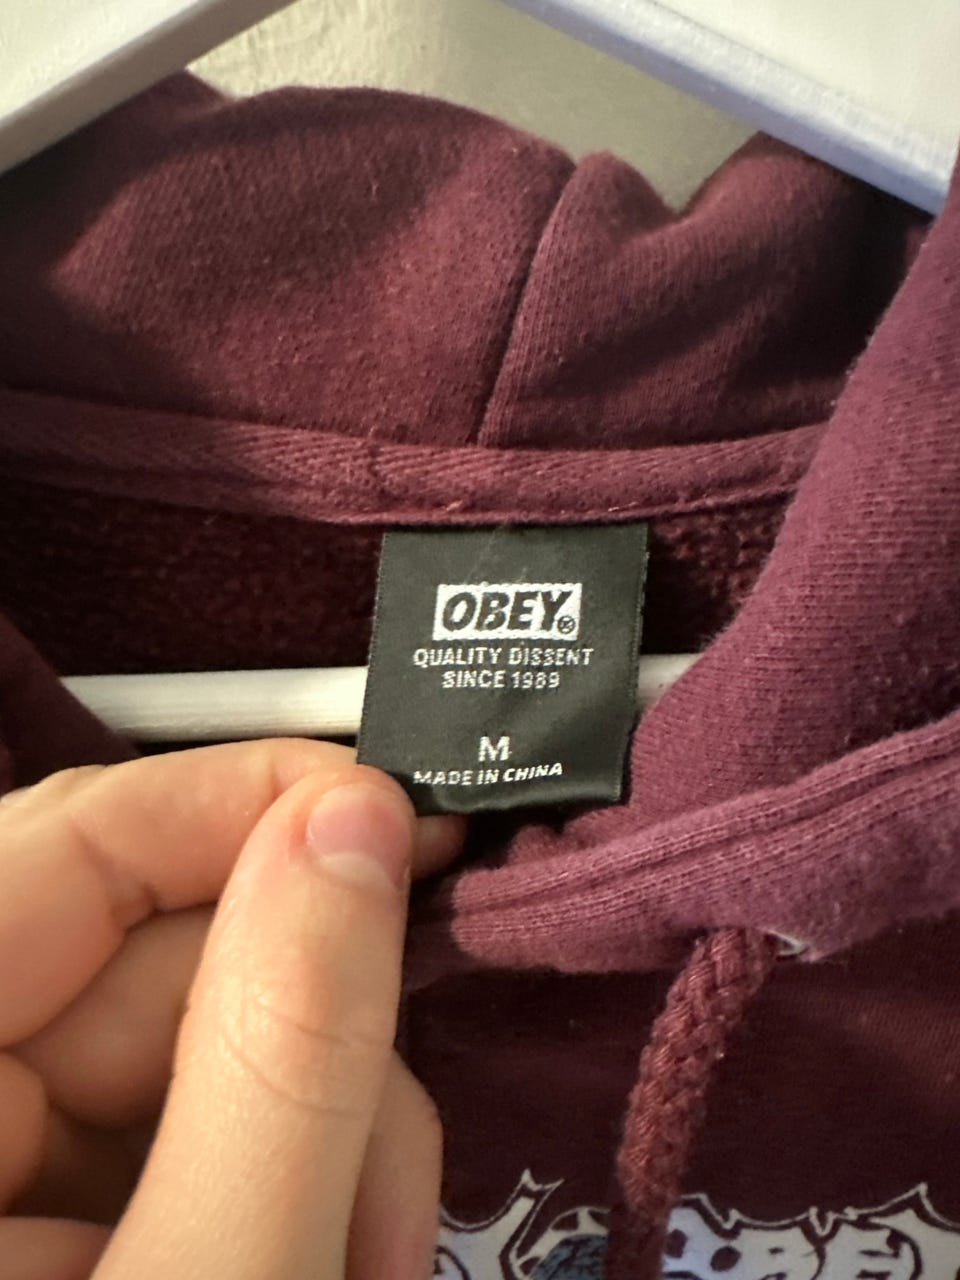 OBEY®
QUALITY DISSENT
SINCE 1989
M
MADE IN CHINA